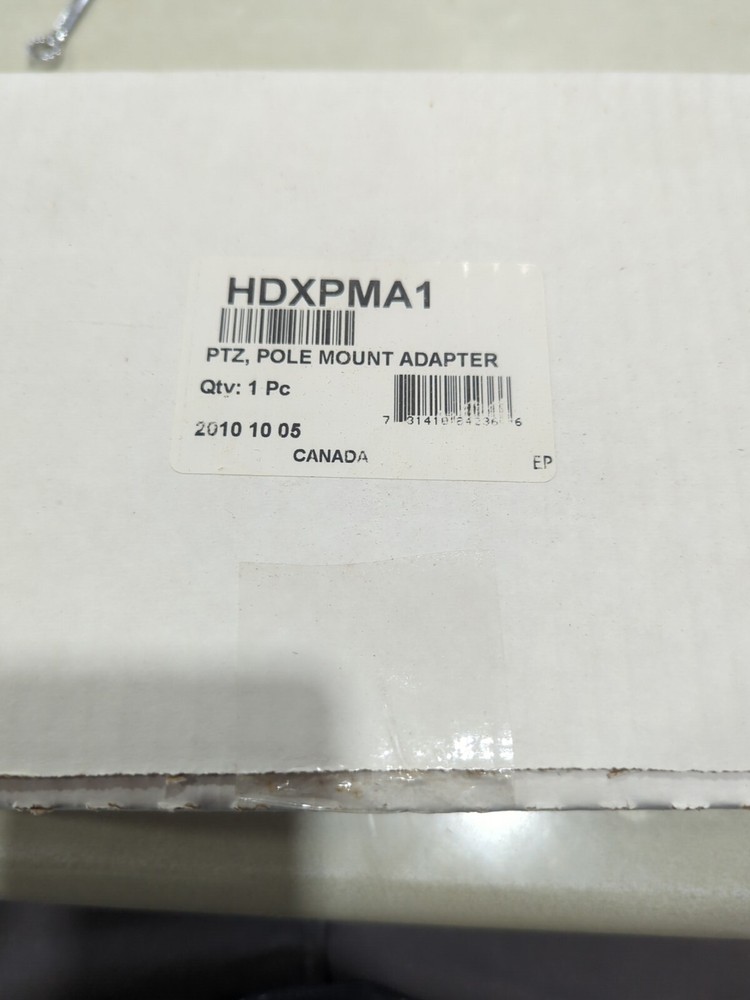 HDXPMA1
PTZ, POLE MOUNT ADAPTER
Qty: 1 Pc
2010 10 05
CANADA
EP